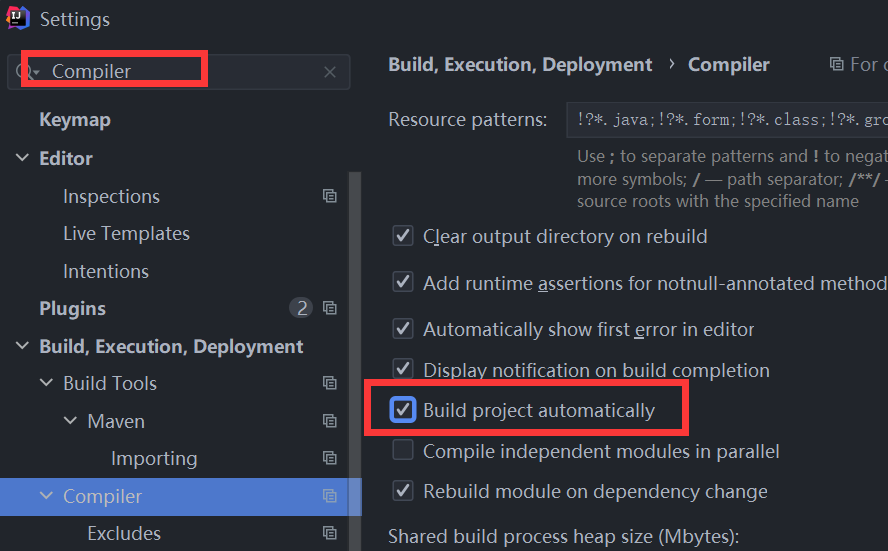 Settings
Compiler
Keymap
Editor
Inspections
Live Templates
Intentions
Plugins 2
Build, Execution, Deployment
Build Tools
Maven
Importing
Compiler
Excludes
Build, Execution, Deployment › Compiler For
Resource patterns: !?*.java;!?*.form;!?*.class;!?*.gro
Use ; to separate patterns and ! to negat
more symbols; / — path separator; /**/ —
source roots with the specified name
Clear output directory on rebuild
Add runtime assertions for notnull-annotated method
Automatically show first error in editor
Display notification on build completion
Build project automatically
Compile independent modules in parallel
Rebuild module on dependency change
Shared build process heap size (Mbytes):